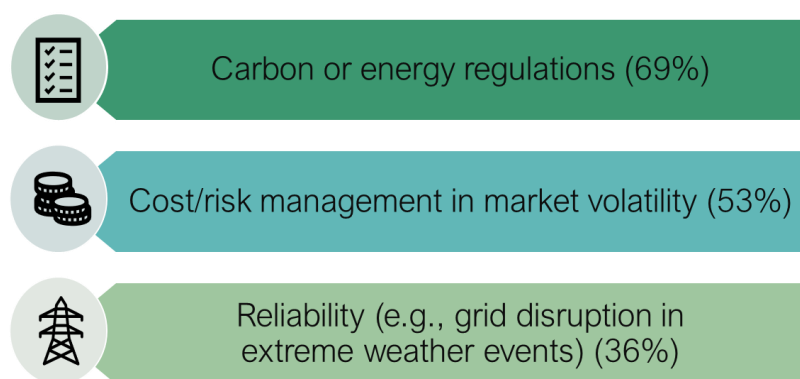 Carbon or energy regulations (69%)
Cost/risk management in market volatility (53%)
Reliability (e.g., grid disruption in
extreme weather events) (36%)